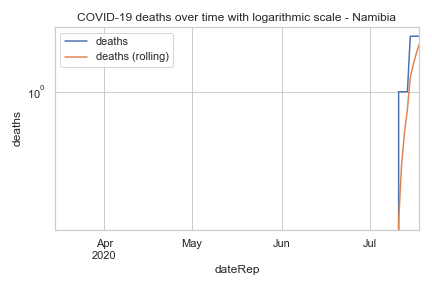 COVID-19 deaths over time with logarithmic scale - Namibia
deaths
deaths (rolling)
10⁰
deaths
Apr
2020
May
Jun
Jul
dateRep